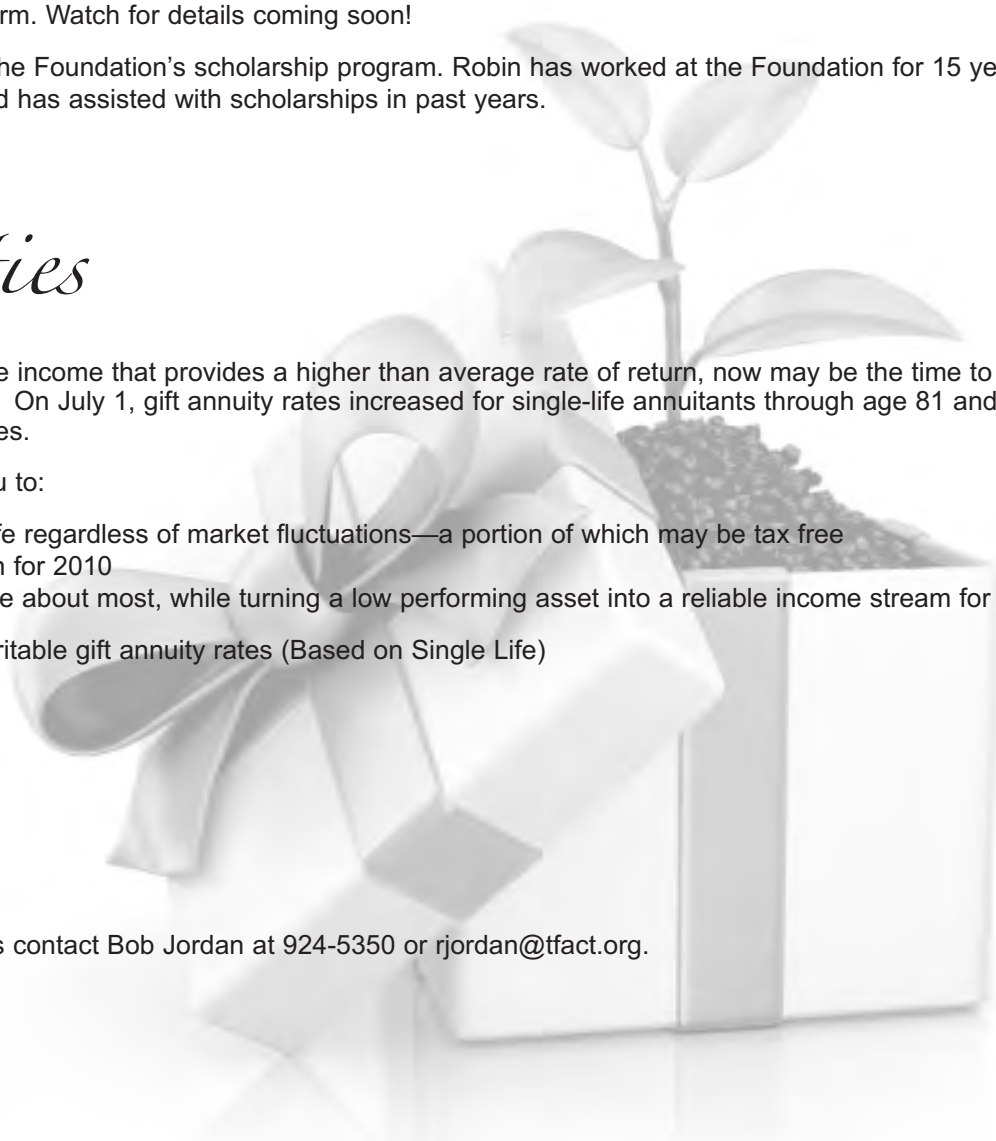 rm. Watch for details coming soon!
he Foundation's scholarship program. Robin has worked at the Foundation for 15 ye
d has assisted with scholarships in past years.
ties
e income that provides a higher than average rate of return, now may be the time to
On July 1, gift annuity rates increased for single-life annuitants through age 81 and
es.
u to:
fe regardless of market fluctuations—a portion of which may be tax free
n for 2010
e about most, while turning a low performing asset into a reliable income stream for
ritable gift annuity rates (Based on Single Life)
s contact Bob Jordan at 924-5350 or rjordan@tfact.org.